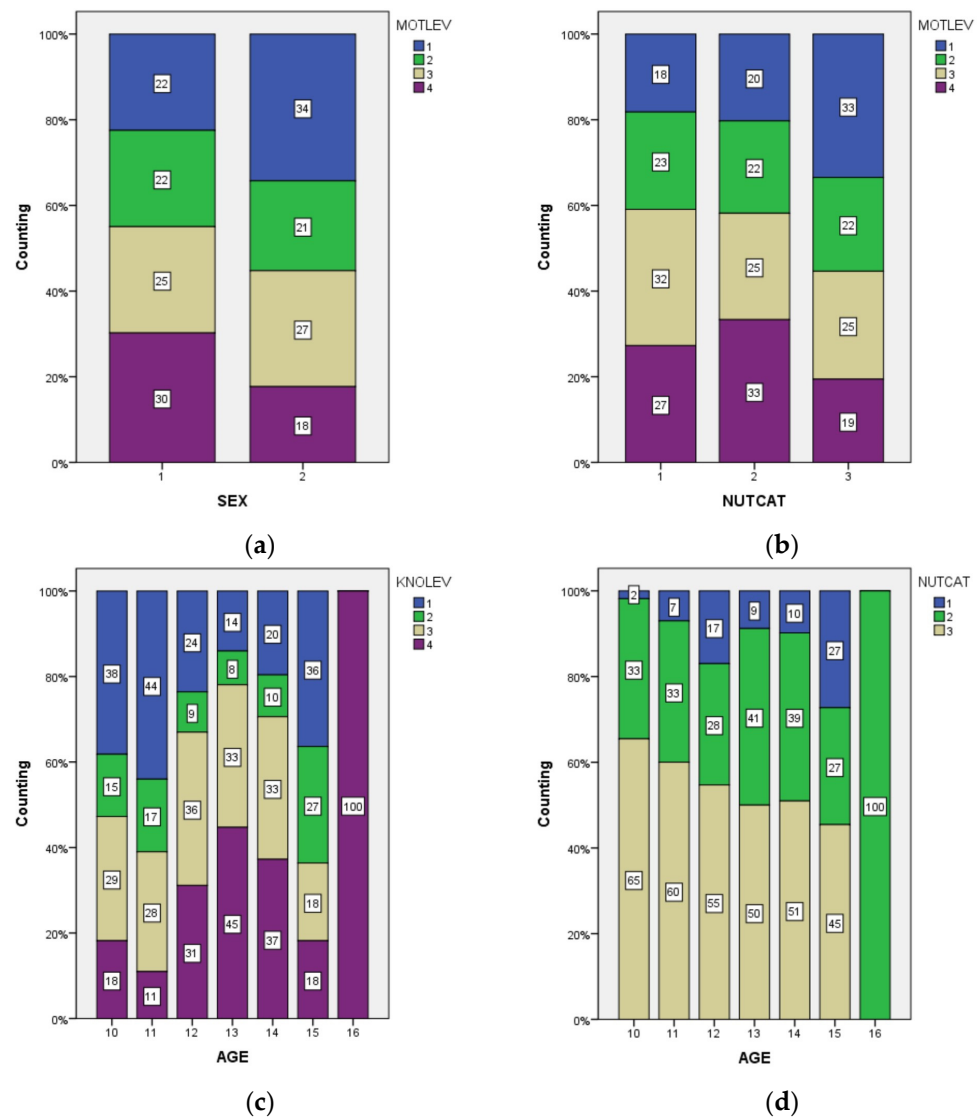 MOTLEV
1
2
3
4
100%
80%
60%
40%
20%
0%
Counting
22
34
22
21
25
27
30
18
1 2
SEX
(a)
MOTLEV
1
2
3
4
100%
80%
60%
40%
20%
0%
Counting
18 20 33
23 22 22
32 25 25
27 33 19
1 2 3
NUTCAT
(b)
KNOLEV
1
2
3
4
100%
80%
60%
40%
20%
0%
Counting
38 44 24 14 20 36
15 17 9 8 10 27
29 28 36 33 33 18
18 11 31 45 37 18 100
10 11 12 13 14 15 16
AGE
(c)
NUTCAT
1
2
3
100%
80%
60%
40%
20%
0%
Counting
2 7 17 9 10 27
33 33 28 41 39 27 100
65 60 55 50 51 45
10 11 12 13 14 15 16
AGE
(d)